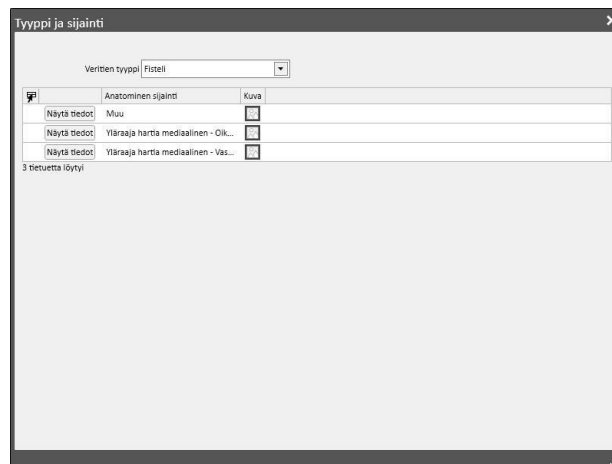 Tyyppi ja sijainti
Veritien tyyppi Fisteli
Anatominen sijainti Kuva
Näytä tiedot Muu
Näytä tiedot Yläraaja hartia mediaalinen - Oik...
Näytä tiedot Yläraaja hartia mediaalinen - Vas...
3 tietuetta löytyi